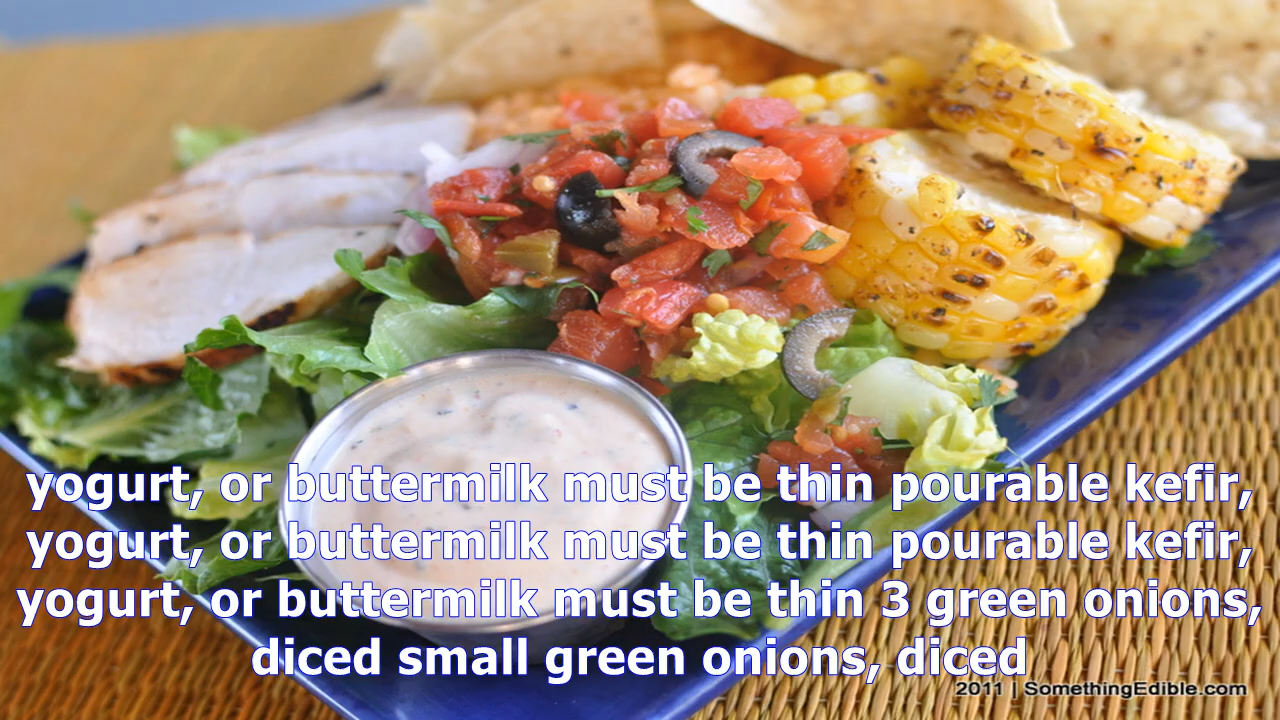 yogurt, or buttermilk must be thin pourable kefir,
yogurt, or buttermilk must be thin pourable kefir,
yogurt, or buttermilk must be thin 3 green onions,
diced small green onions, diced
2011 | SomethingEdible.com